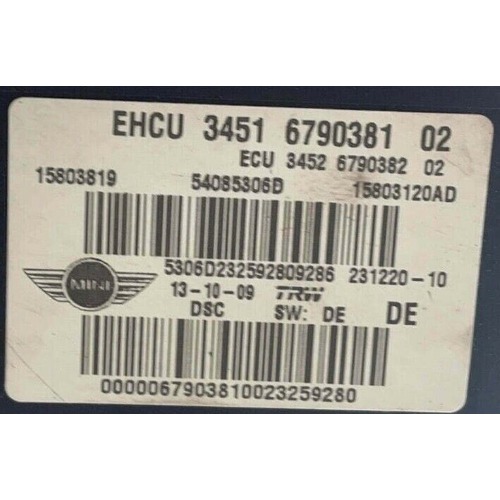 EHCU 3451 6790381 02
ECU 3452 6790382 02
15803819 54085306D 15803120AD
5306D232592809286 231220-10
MINI 13-10-09 TRW
DSC SW: DE DE
0000067903810023259280